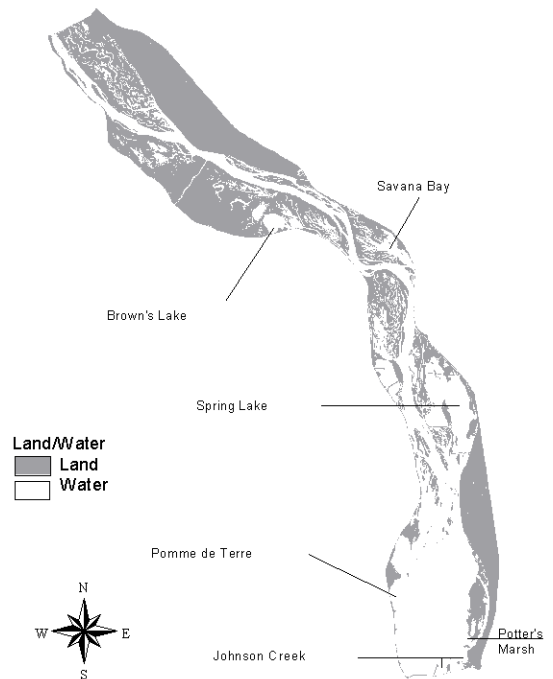 Savana Bay
Brown's Lake
Spring Lake
Land/Water
Land
Water
Pomme de Terre
N
W E
S
Potter's
Marsh
Johnson Creek